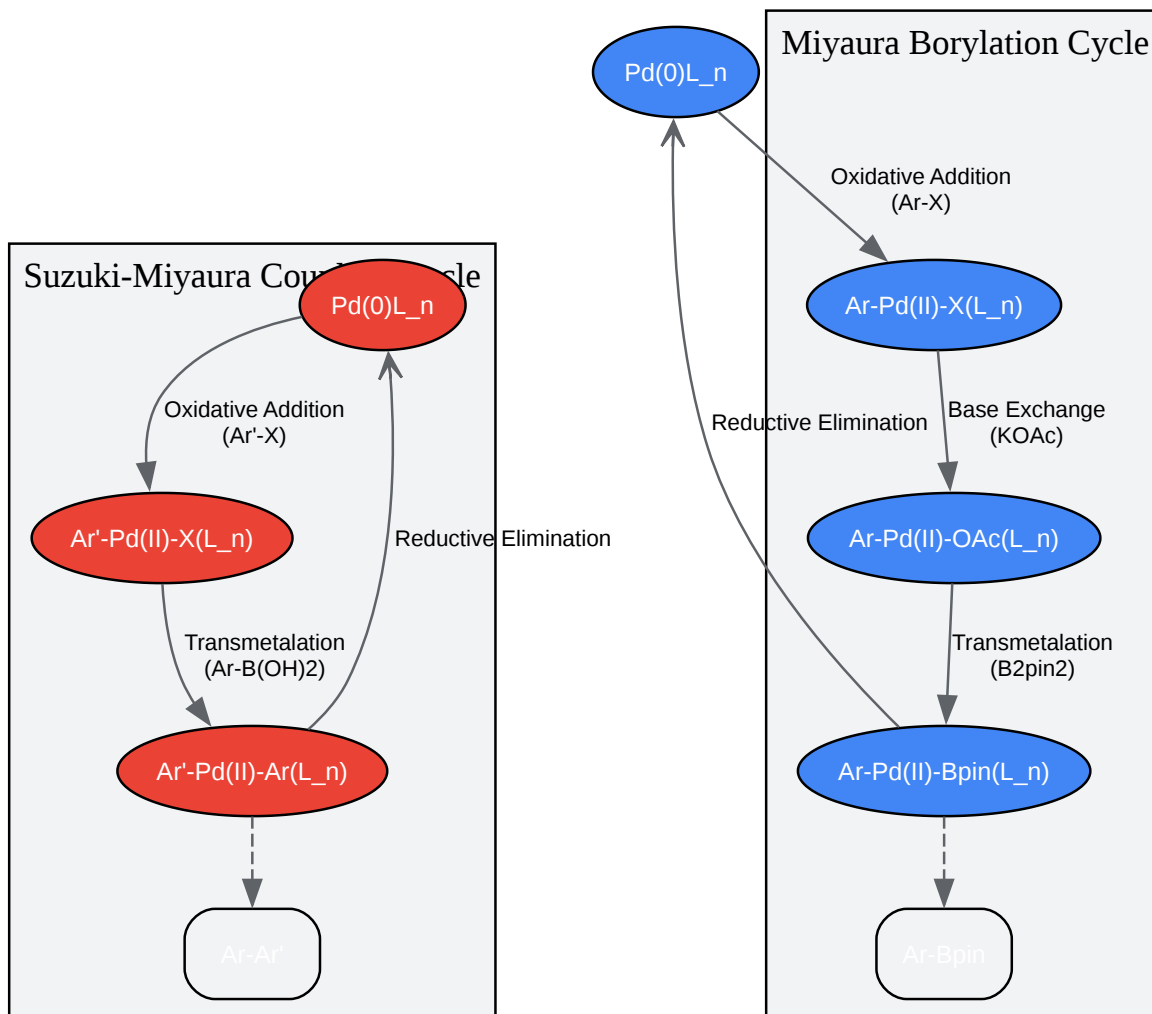 Miyaura Borylation Cycle
Pd(0)L_n
Oxidative Addition
(Ar-X)
Suzuki-Miyaura
Pd(0)L_n
Ar-Pd(II)-X(L_n)
Oxidative Addition
(Ar'-X)
Reductive Elimination
Base Exchange
(KOAc)
Ar'-Pd(II)-X(L_n)
Reductive Elimination
Ar-Pd(II)-OAc(L_n)
Transmetalation
(Ar-B(OH)2)
Transmetalation
(B2pin2)
Ar'-Pd(II)-Ar(L_n)
Ar-Pd(II)-Bpin(L_n)
Ar-Ar'
Ar-Bpin